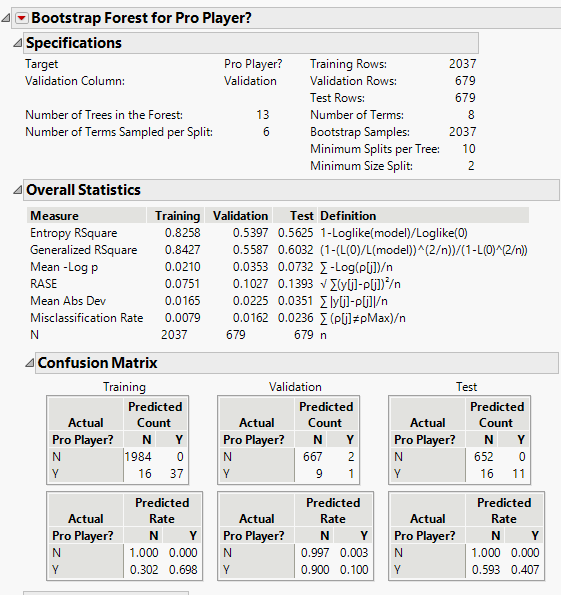 Bootstrap Forest for Pro Player?
Specifications
Target Pro Player? Training Rows: 2037
Validation Column: Validation Validation Rows: 679
Test Rows: 679
Number of Trees in the Forest: 13 Number of Terms: 8
Number of Terms Sampled per Split: 6 Bootstrap Samples: 2037
Minimum Splits per Tree: 10
Minimum Size Split: 2
Overall Statistics
Measure Training Validation Test Definition
Entropy RSquare 0.8258 0.5397 0.5625 1-Loglike(model)/Loglike(0)
Generalized RSquare 0.8427 0.5587 0.6032 (1-(L(0)/L(model))^(2/n))/(1-L(0)^(2/n))
Mean -Log p 0.0210 0.0353 0.0732 ∑ -Log(ρ[j])/n
RASE 0.0751 0.1027 0.1393 √ ∑(y[j]-ρ[j])²/n
Mean Abs Dev 0.0165 0.0225 0.0351 ∑ |y[j]-ρ[j]|/n
Misclassification Rate 0.0079 0.0162 0.0236 ∑ (ρ[j]≠ρMax)/n
N 2037 679 679 n
Confusion Matrix
Training Validation Test
Predicted Predicted Predicted
Actual Count Actual Count Actual Count
Pro Player? N Y Pro Player? N Y Pro Player? N Y
N 1984 0 N 667 2 N 652 0
Y 16 37 Y 9 1 Y 16 11
Predicted Predicted Predicted
Actual Rate Actual Rate Actual Rate
Pro Player? N Y Pro Player? N Y Pro Player? N Y
N 1.000 0.000 N 0.997 0.003 N 1.000 0.000
Y 0.302 0.698 Y 0.900 0.100 Y 0.593 0.407